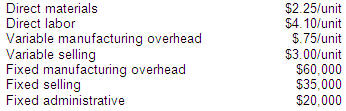 Direct materials $2.25/unit
Direct labor $4.10/unit
Variable manufacturing overhead $.75/unit
Variable selling $3.00/unit
Fixed manufacturing overhead $60,000
Fixed selling $35,000
Fixed administrative $20,000